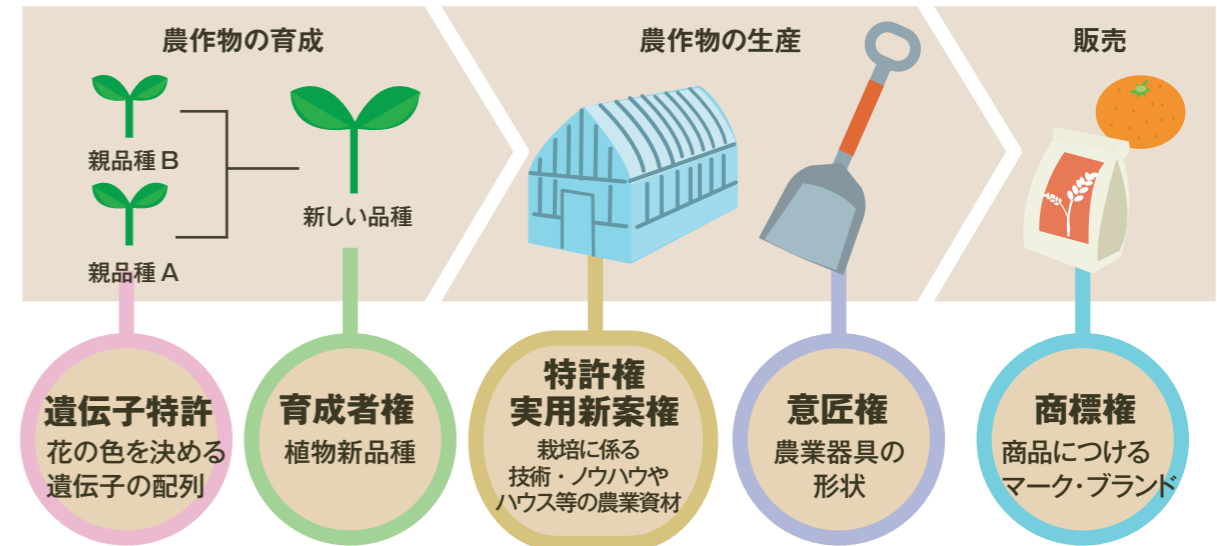 農作物の育成
農作物の生産
販売
親品種 B
新しい品種
親品種 A
遺伝子特許
花の色を決める
遺伝子の配列
育成者権
植物新品種
特許権
実用新案権
栽培に係る
技術・ノウハウや
ハウス等の農業資材
意匠権
農業器具の
形状
商標権
商品につける
マーク・ブランド